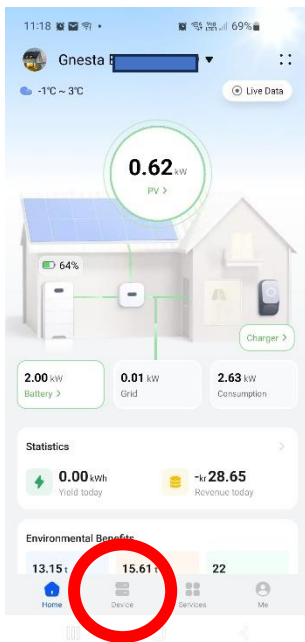 11:18 69%
Gnesta
-1°C ~ 3°C Live Data
0.62 kW
PV >
64%
Charger >
2.00 kW 0.01 kW 2.63 kW
Battery > Grid Consumption
Statistics >
0.00 kWh -kr 28.65
Yield today Revenue today
Environmental Benefits
13.15 t 15.61 t 22
Home Device Services Me